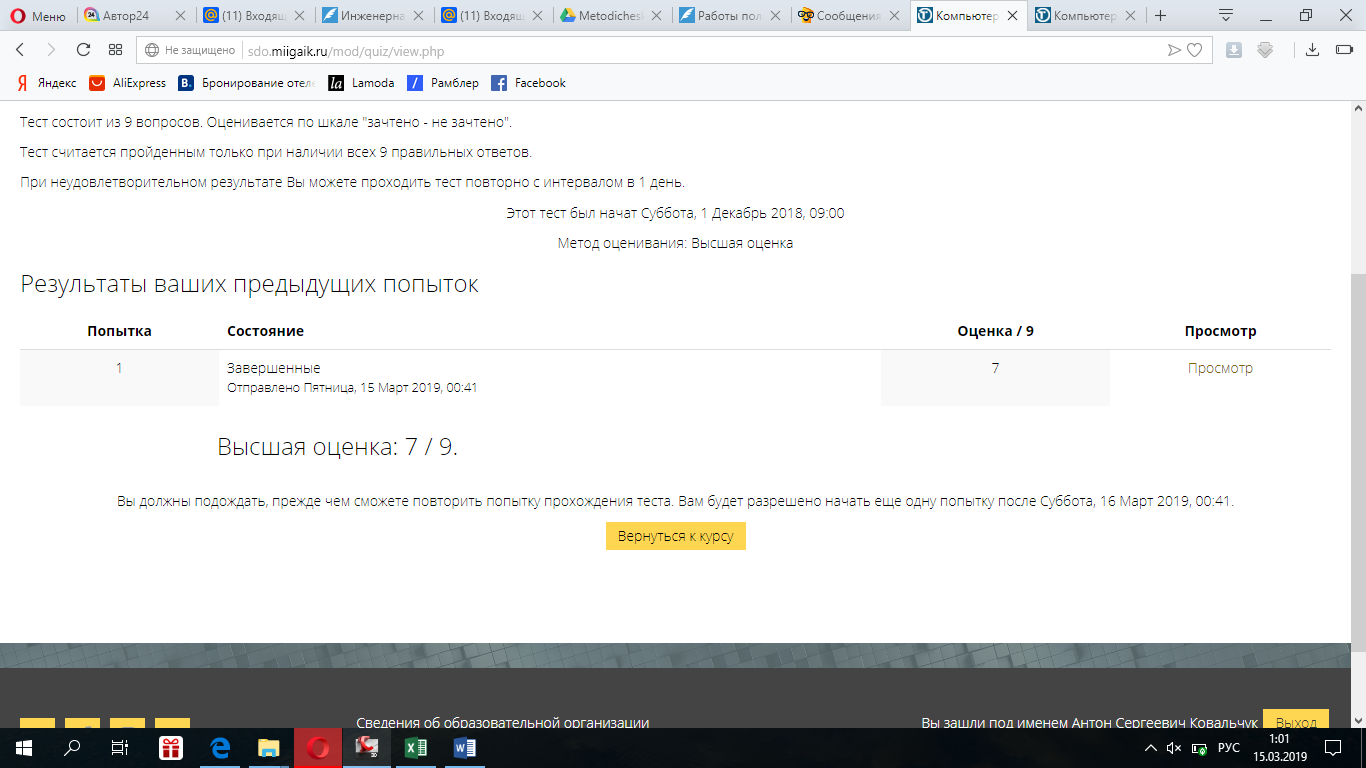 Меню
Автор24
(11) Входящ
Инженерна
(11) Входящ
Metodiches
Работы пол
Сообщения
Компьютер
Компьютер
Не защищено
sdo.miigaik.ru/mod/quiz/view.php
Яндекс
AliExpress
B.
Бронирование отеле
la
Lamoda
Рамблер
Facebook
Тест состоит из 9 вопросов. Оценивается по шкале "зачтено - не зачтено".
Тест считается пройденным только при наличии всех 9 правильных ответов.
При неудовлетворительном результате Вы можете проходить тест повторно с интервалом в 1 день.
Этот тест был начат Суббота, 1 Декабрь 2018, 09:00
Метод оценивания: Высшая оценка
Результаты ваших предыдущих попыток
Попытка Состояние Оценка / 9 Просмотр
1 Завершенные 7 Просмотр
Отправлено Пятница, 15 Март 2019, 00:41
Высшая оценка: 7 / 9.
Вы должны подождать, прежде чем сможете повторить попытку прохождения теста. Вам будет разрешено начать еще одну попытку после Суббота, 16 Март 2019, 00:41.
Вернуться к курсу
Сведения об образовательной организации
Вы зашли под именем Антон Сергеевич Ковальчук Выход
РУС
1:01
15.03.2019